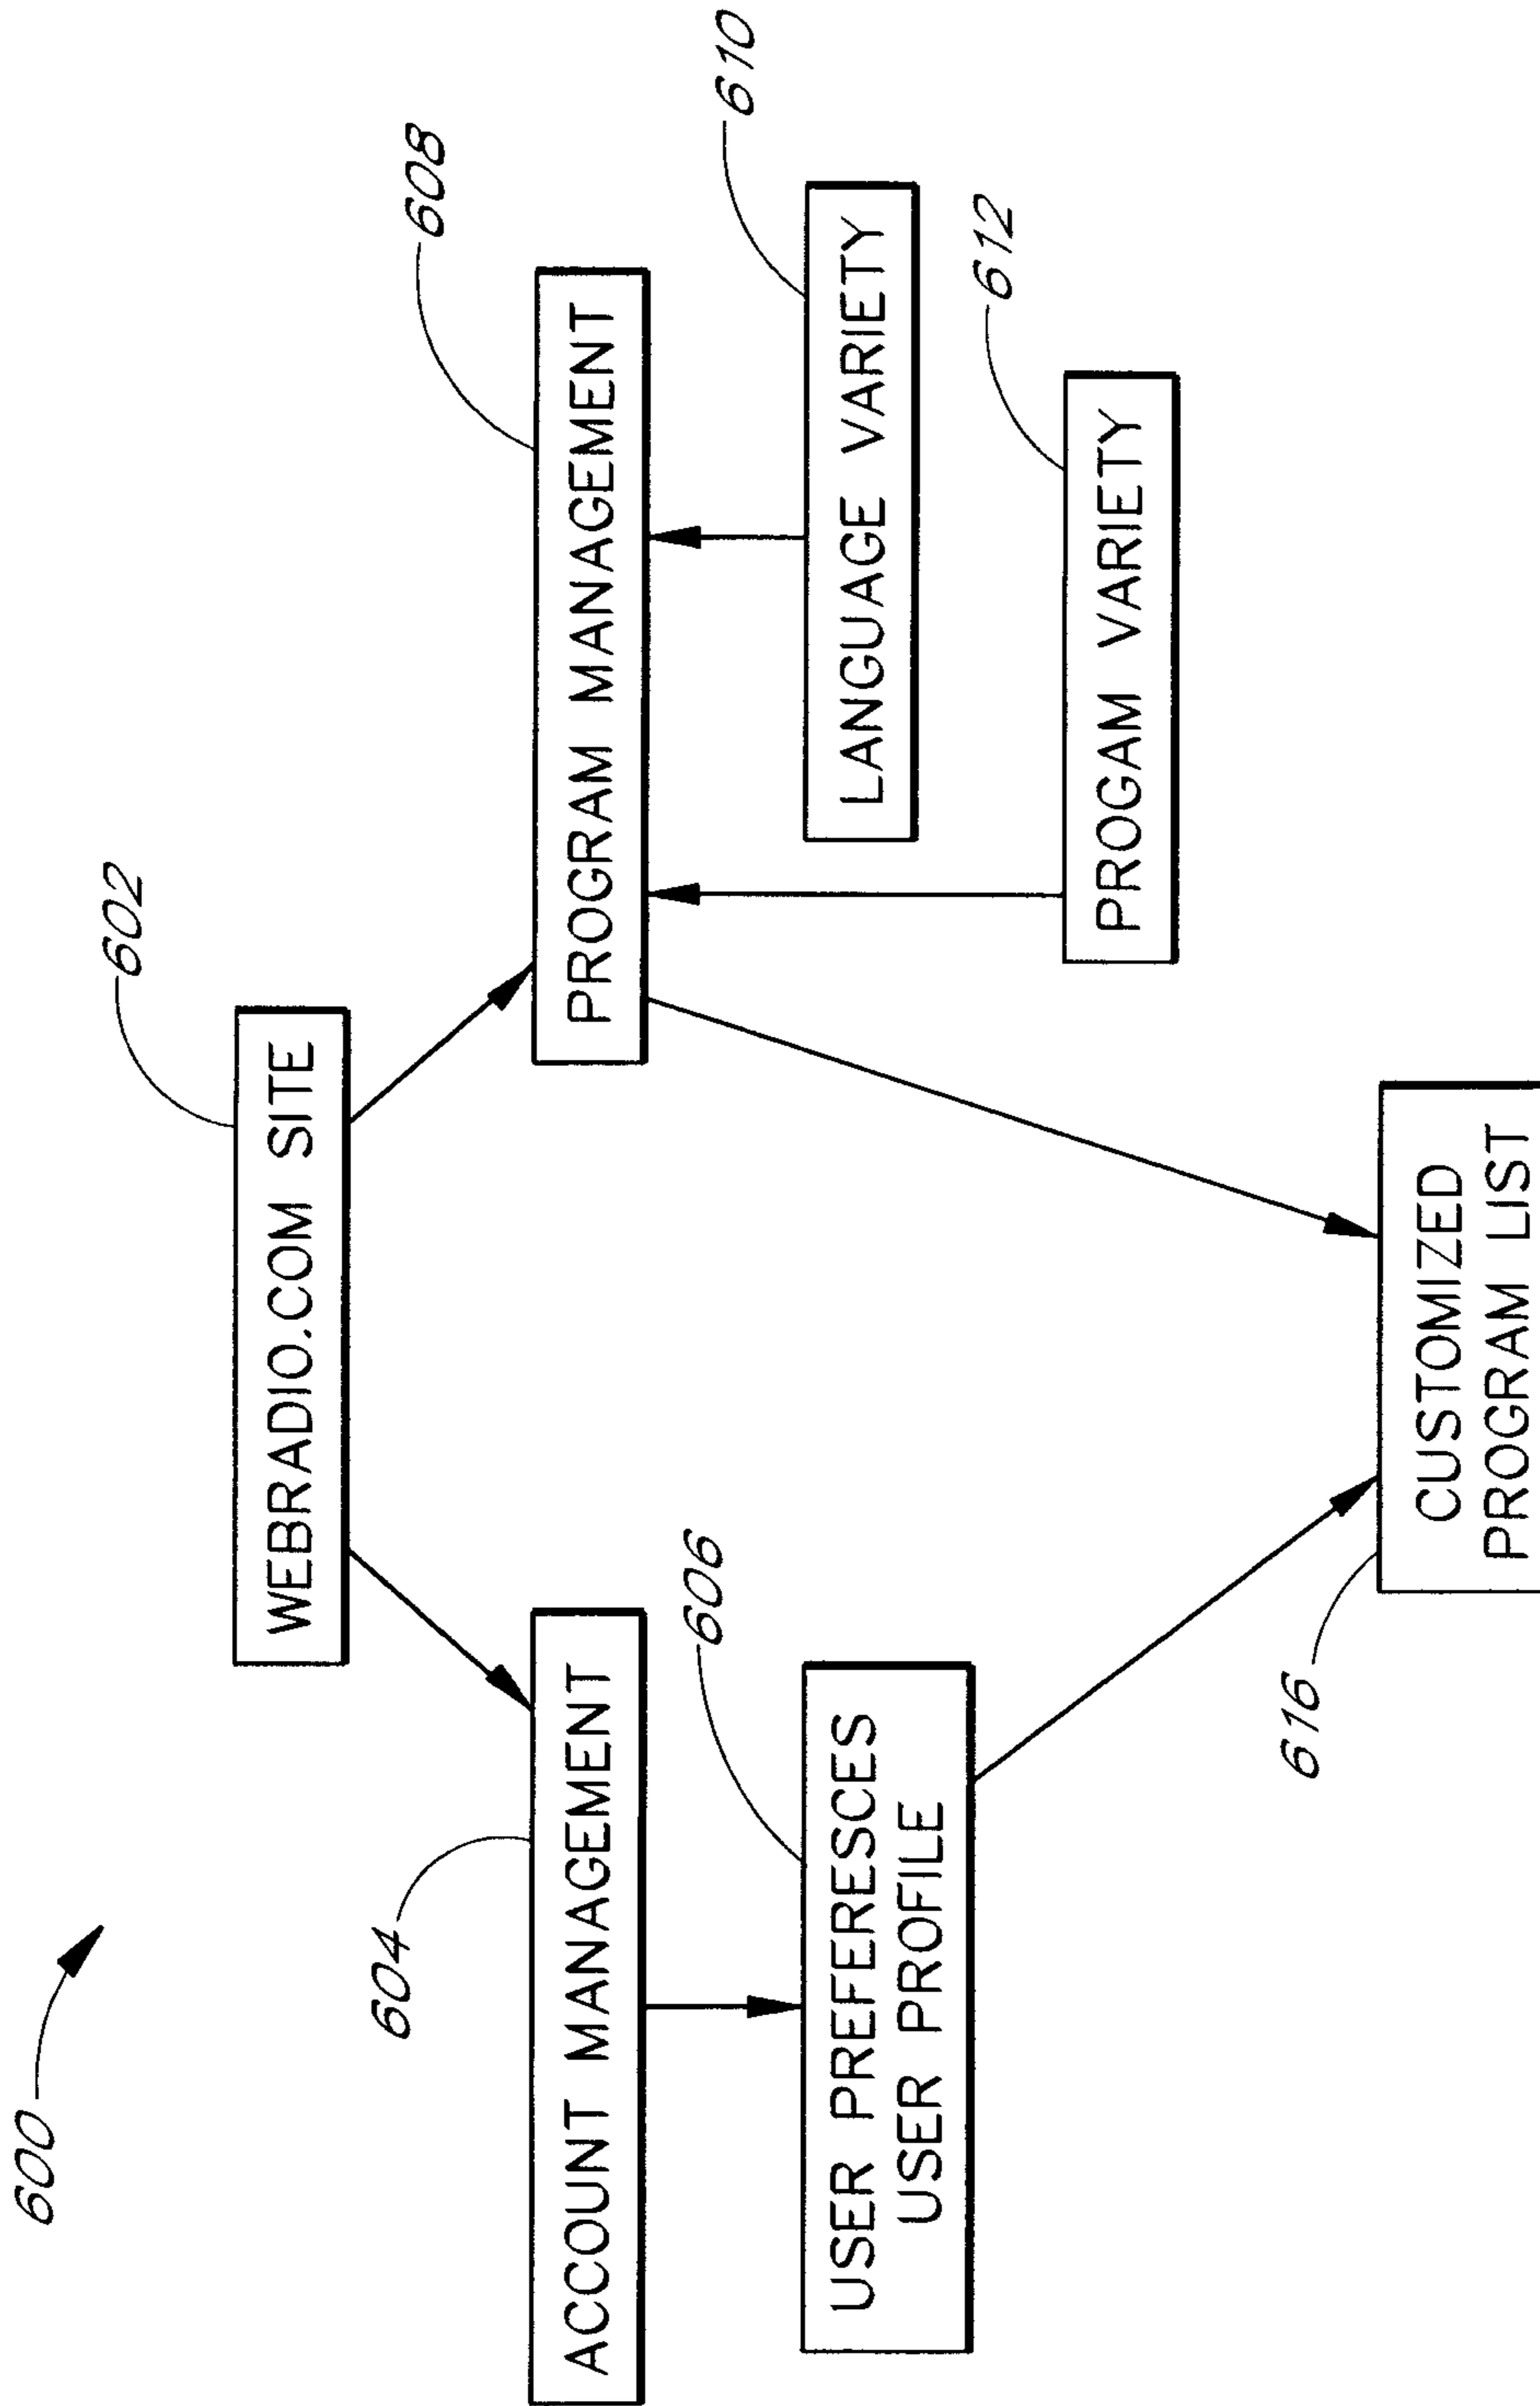 600
602
WEBRADIO.COM SITE
604
608
ACCOUNT MANAGEMENT
PROGRAM MANAGEMENT
606
610
USER PREFERESCES
USER PROFILE
LANGUAGE VARIETY
612
PROGAM VARIETY
616
CUSTOMIZED
PROGRAM LIST